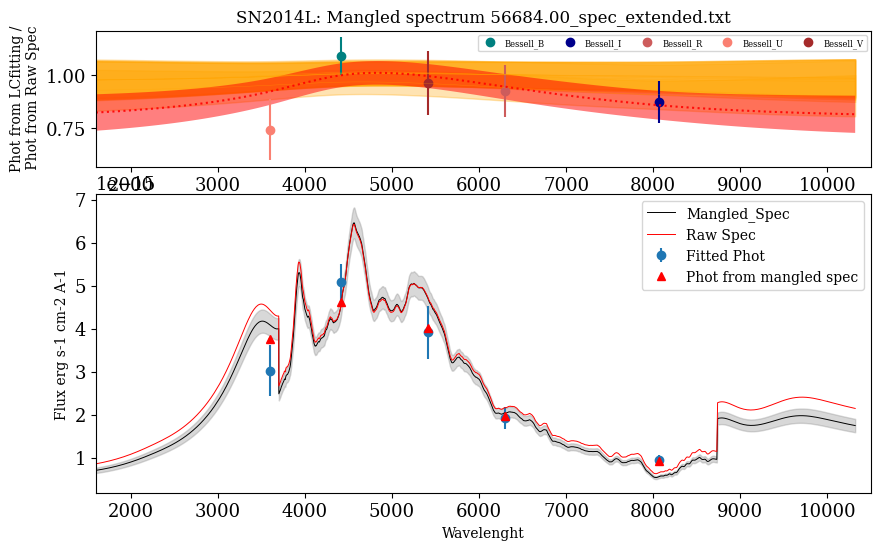 SN2014L: Mangled spectrum 56684.00_spec_extended.txt
Phot from LCfitting /
Phot from Raw Spec
Bessell_B Bessell_I Bessell_R Bessell_U Bessell_V
1.00
0.75
2000 3000 4000 5000 6000 7000 8000 9000 10000
1e−15
7
6
5
4
3
2
1
Flux erg s-1 cm-2 A-1
Mangled_Spec
Raw Spec
Fitted Phot
Phot from mangled spec
2000 3000 4000 5000 6000 7000 8000 9000 10000
Wavelenght